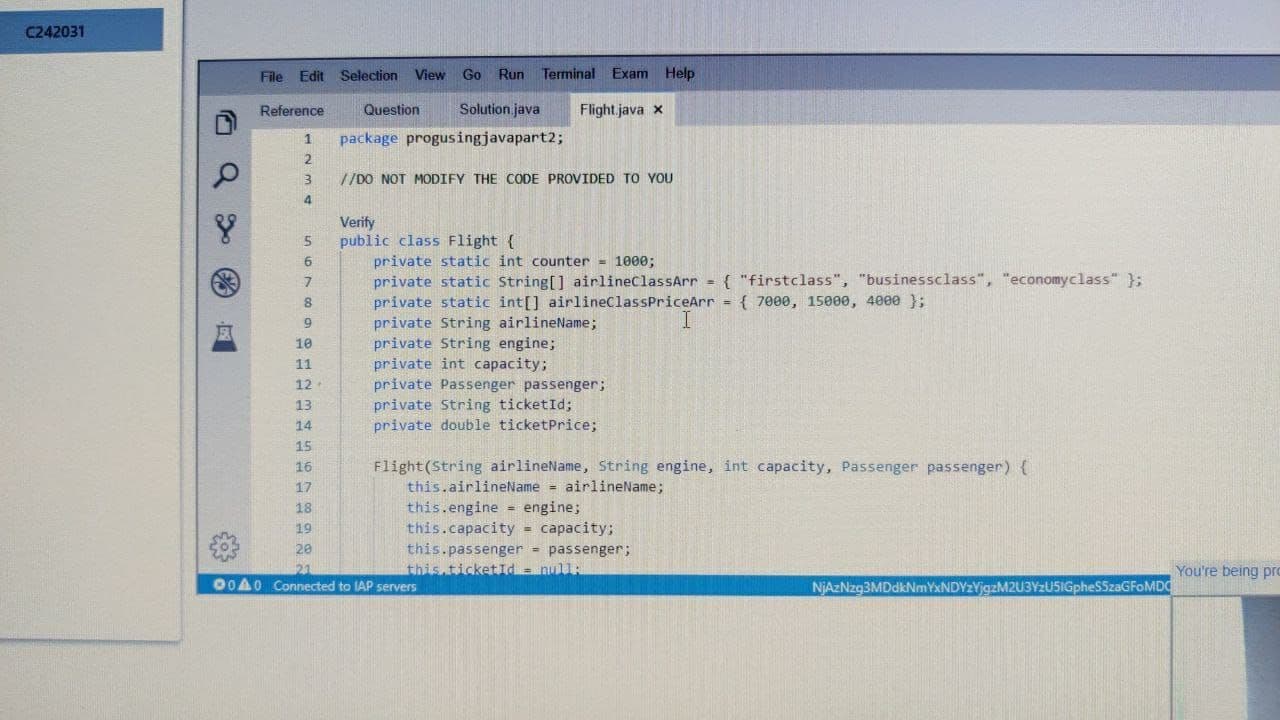 C242031
File Edit Selection View Go Run Terminal Exam Help
Reference Question Solution.java Flight.java ×
1 package progusingjavapart2;
2
3 //DO NOT MODIFY THE CODE PROVIDED TO YOU
4
Verify
5 public class Flight {
6 private static int counter = 1000;
7 private static String[] airlineClassArr = { "firstclass", "businessclass", "economyclass" };
8 private static int[] airlineClassPriceArr = { 7000, 15000, 4000 };
9 private String airlineName;
10 private String engine;
11 private int capacity;
12 private Passenger passenger;
13 private String ticketId;
14 private double ticketPrice;
15
16 Flight(String airlineName, String engine, int capacity, Passenger passenger) {
17 this.airlineName = airlineName;
18 this.engine = engine;
19 this.capacity = capacity;
20 this.passenger = passenger;
21 this.ticketId = null;
0 0 Connected to IAP servers
You're being